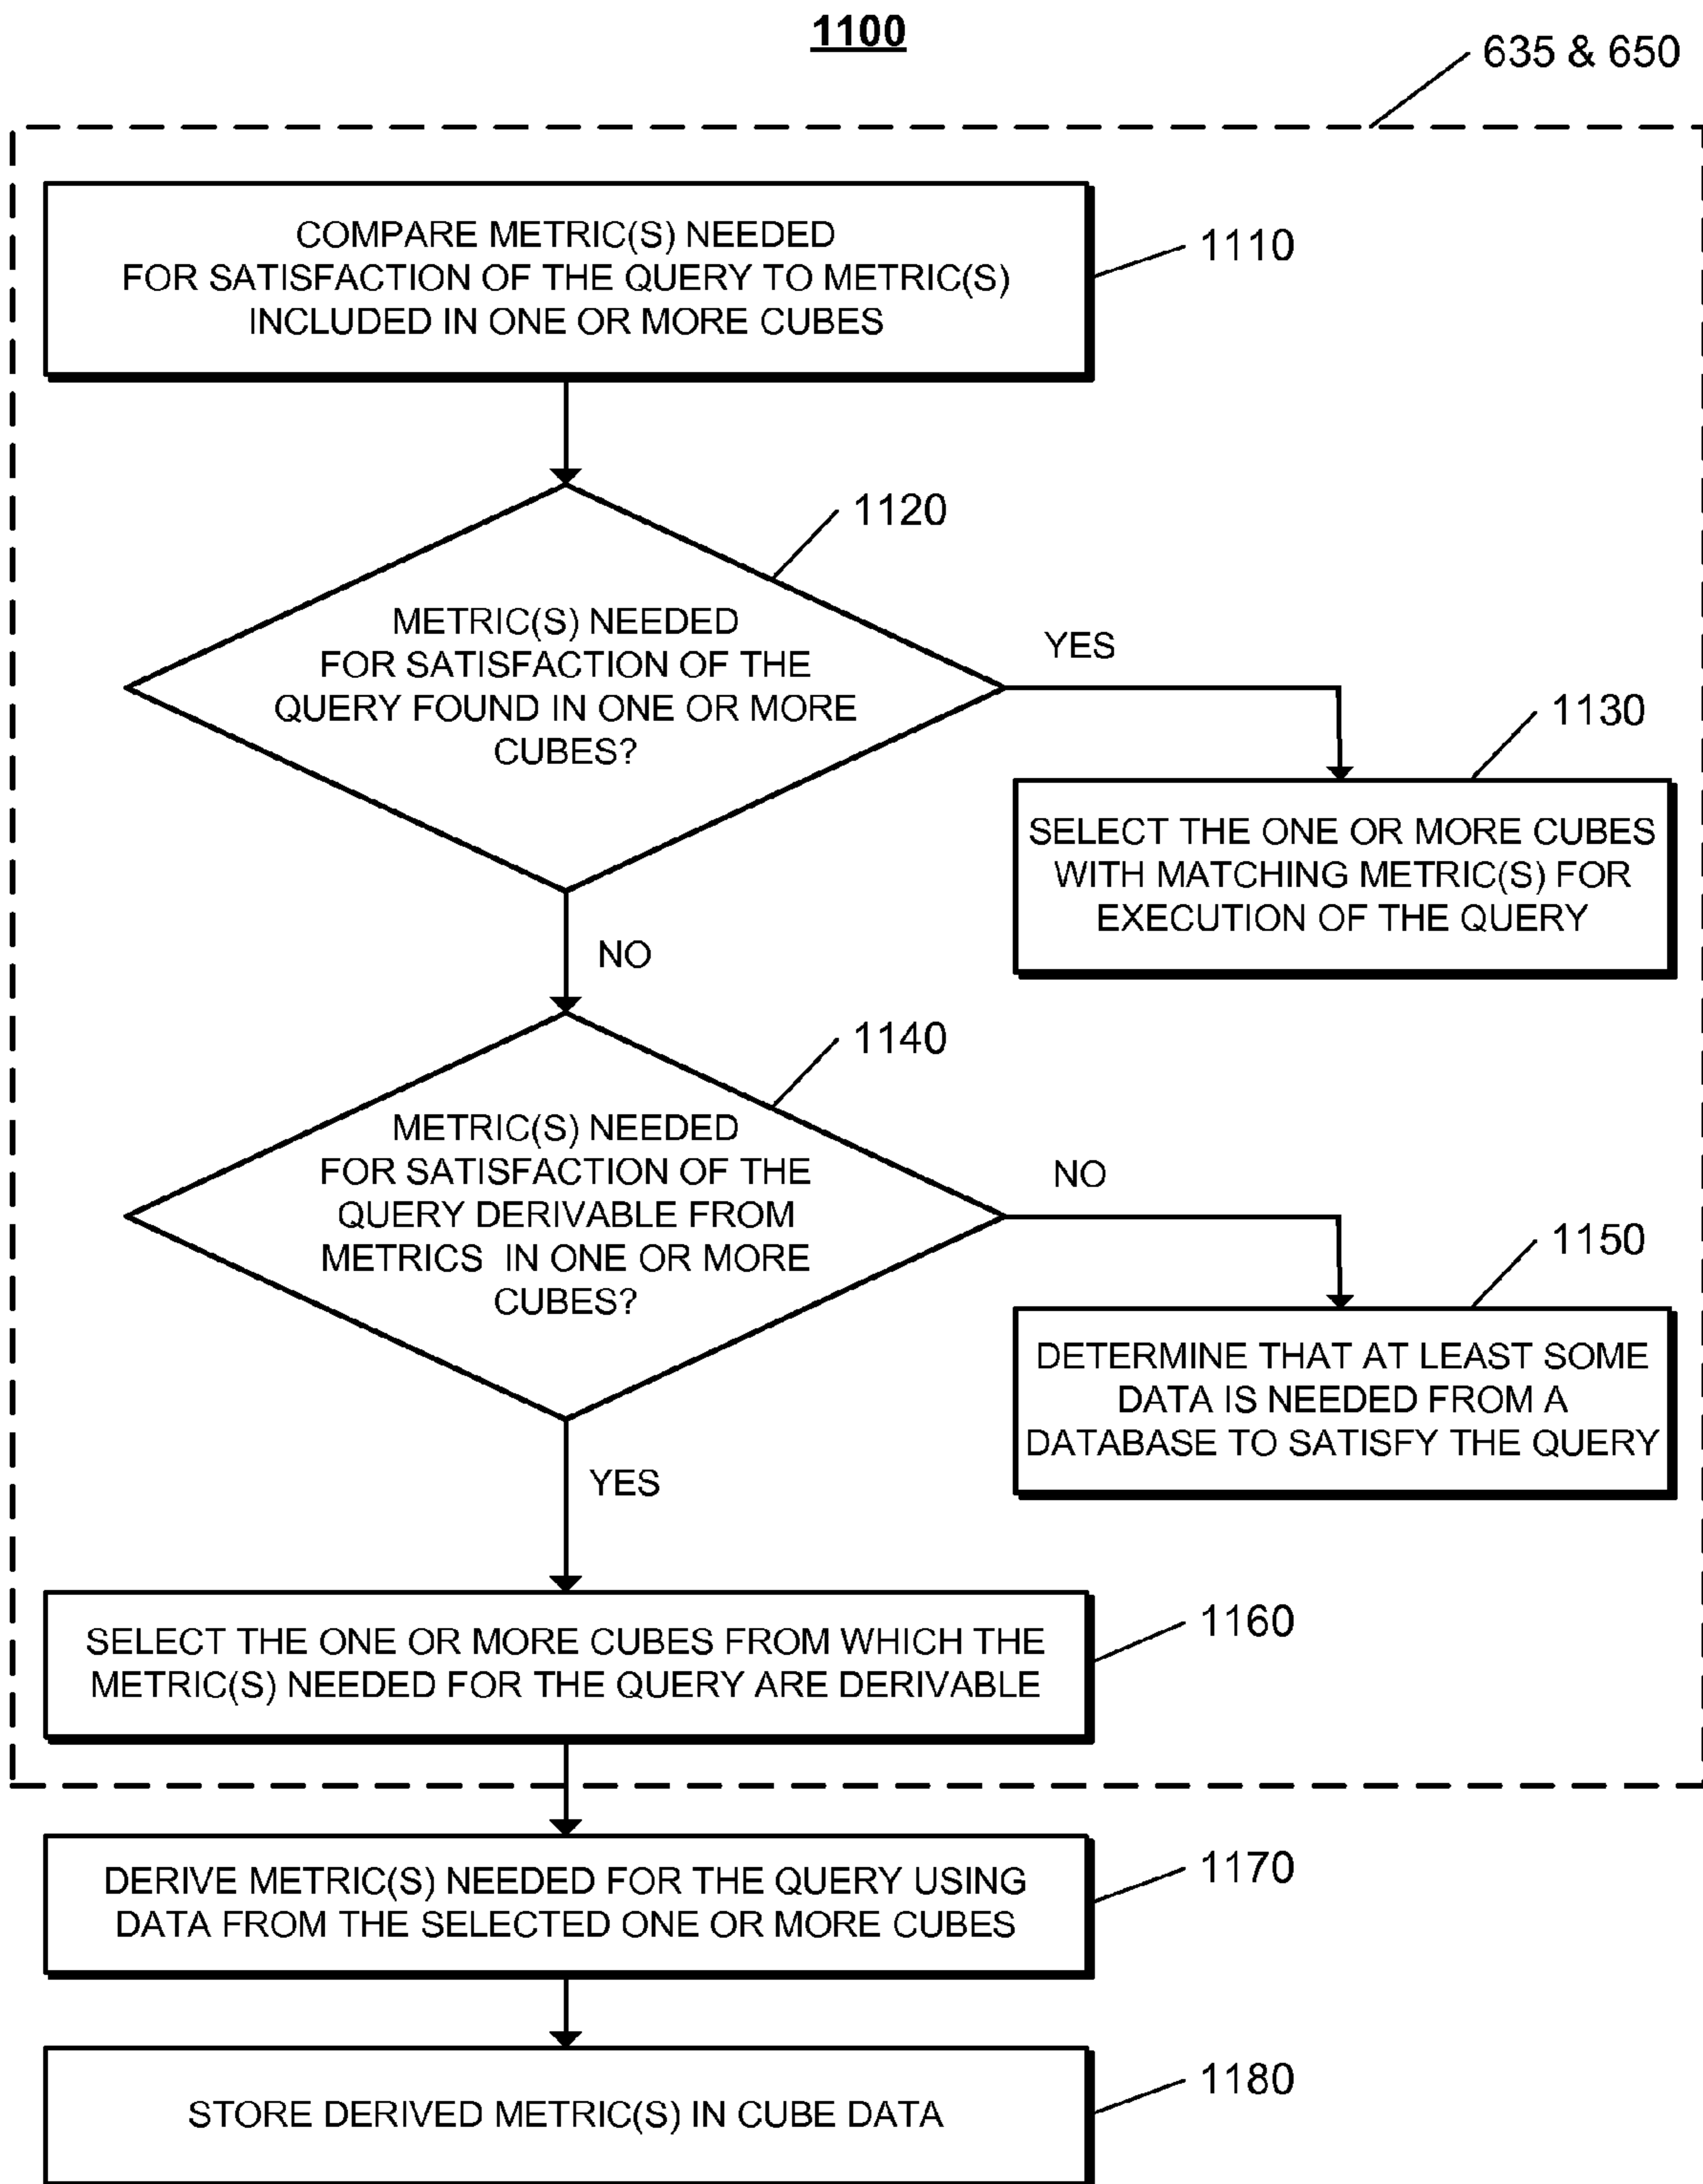 1100
635 & 650
COMPARE METRIC(S) NEEDED
FOR SATISFACTION OF THE QUERY TO METRIC(S)
INCLUDED IN ONE OR MORE CUBES
1110
1120
METRIC(S) NEEDED
FOR SATISFACTION OF THE
QUERY FOUND IN ONE OR MORE
CUBES?
YES
1130
SELECT THE ONE OR MORE CUBES
WITH MATCHING METRIC(S) FOR
EXECUTION OF THE QUERY
NO
1140
METRIC(S) NEEDED
FOR SATISFACTION OF THE
QUERY DERIVABLE FROM
METRICS IN ONE OR MORE
CUBES?
NO
1150
DETERMINE THAT AT LEAST SOME
DATA IS NEEDED FROM A
DATABASE TO SATISFY THE QUERY
YES
SELECT THE ONE OR MORE CUBES FROM WHICH THE
METRIC(S) NEEDED FOR THE QUERY ARE DERIVABLE
1160
DERIVE METRIC(S) NEEDED FOR THE QUERY USING
DATA FROM THE SELECTED ONE OR MORE CUBES
1170
STORE DERIVED METRIC(S) IN CUBE DATA
1180